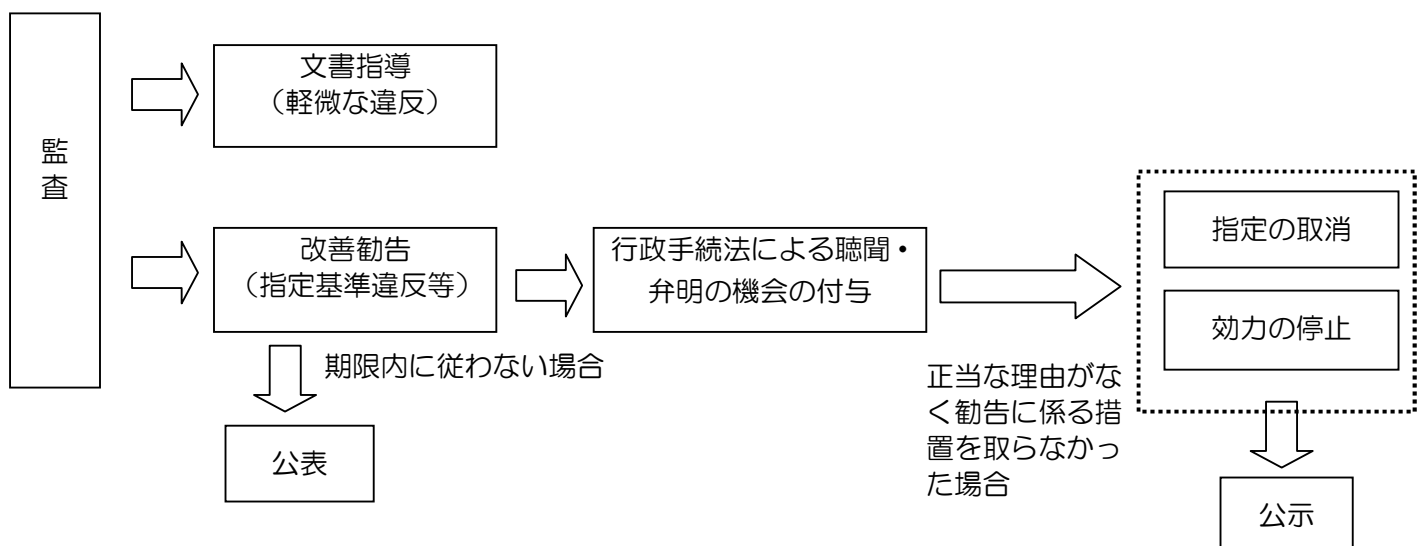 監
査
文書指導
（軽微な違反）
改善勧告
（指定基準違反等）
行政手続法による聴聞・
弁明の機会の付与
指定の取消
効力の停止
期限内に従わない場合
正当な理由がな
く勧告に係る措
置を取らなかっ
た場合
公表
公示